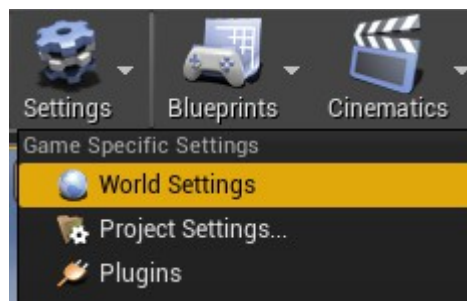 Settings
Blueprints
Cinematics
Game Specific Settings
World Settings
Project Settings...
Plugins